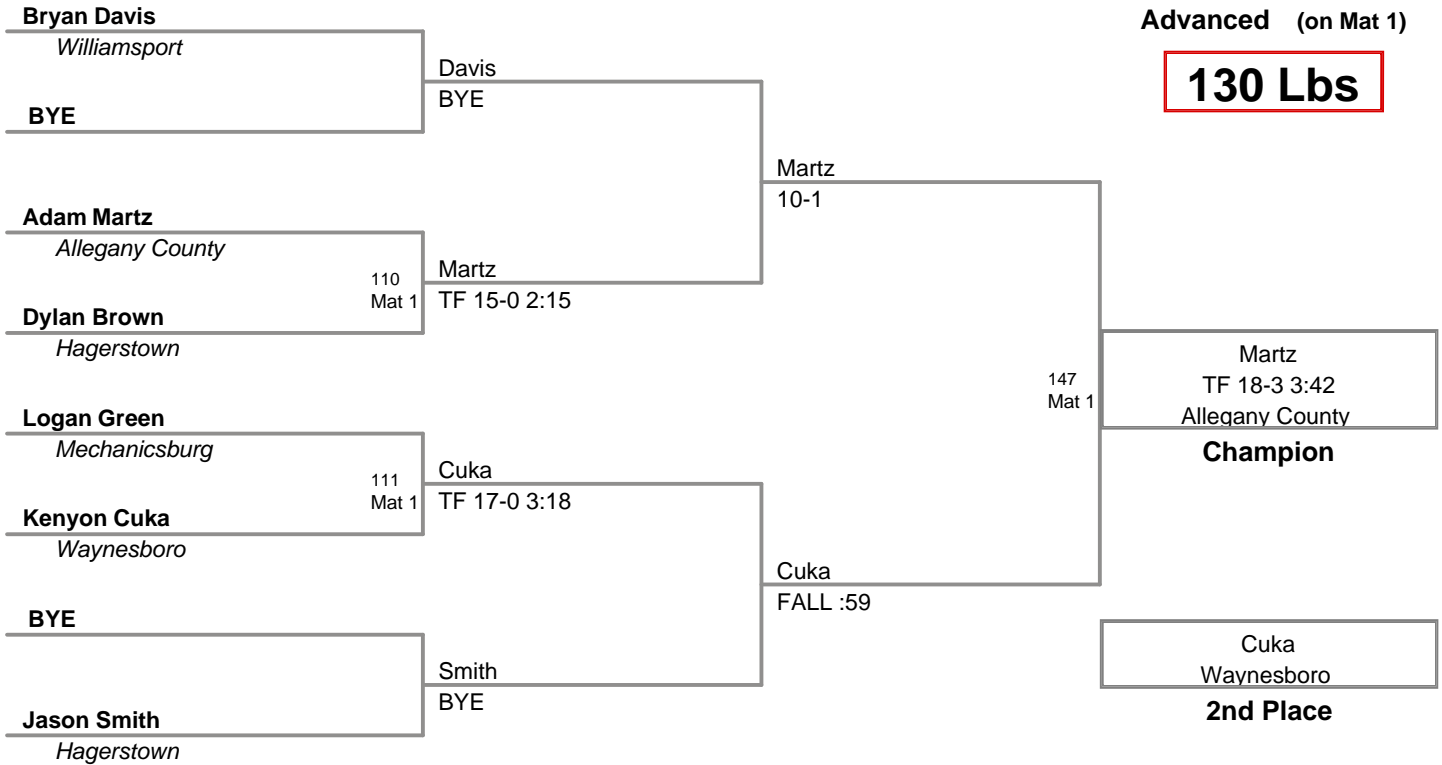 Bryan Davis
Williamsport
BYE
Davis
BYE
Adam Martz
Allegany County
Dylan Brown
Hagerstown
110
Mat 1
Martz
TF 15-0 2:15
Martz
10-1
Logan Green
Mechanicsburg
Kenyon Cuka
Waynesboro
111
Mat 1
Cuka
TF 17-0 3:18
BYE
Jason Smith
Hagerstown
Smith
BYE
Cuka
FALL :59
147
Mat 1
Advanced (on Mat 1)
130 Lbs
Martz
TF 18-3 3:42
Allegany County
Champion
Cuka
Waynesboro
2nd Place